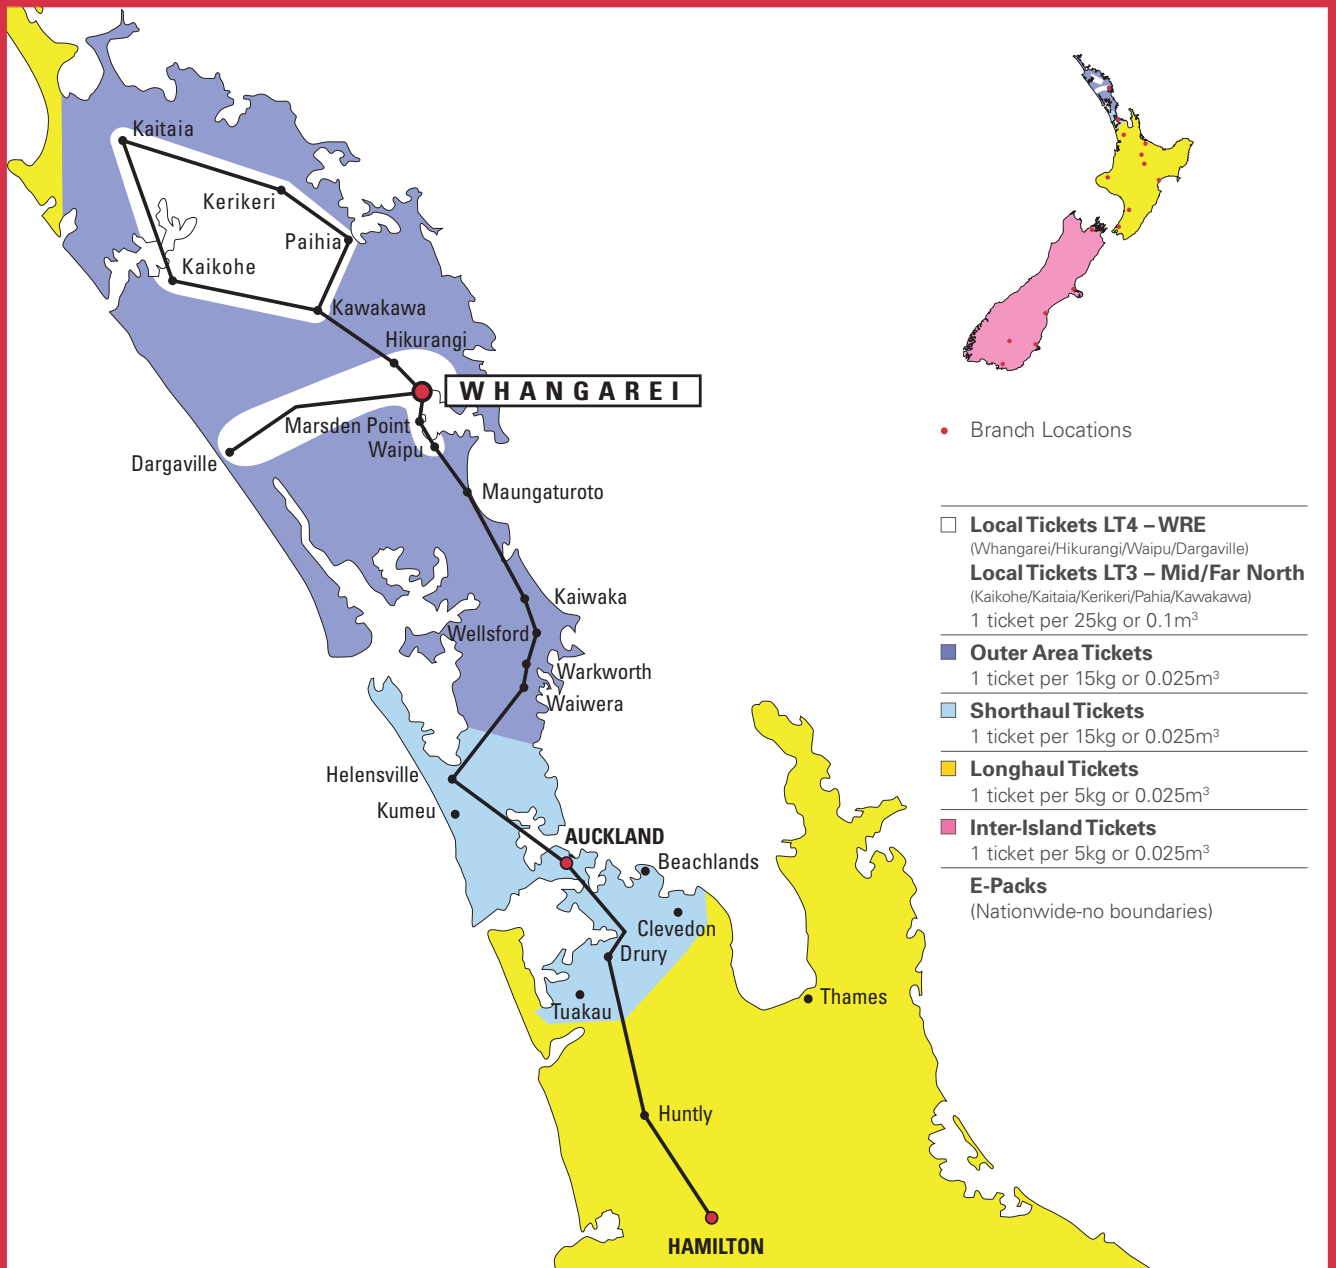 Kaitaia
Kerikeri
Paihia
Kaikohe
Kawakawa
Hikurangi
WHANGAREI
Marsden Point
Waipu
Dargaville
Maungaturoto
Kaiwaka
Wellsford
Warkworth
Waiwera
Helensville
Kumeu
AUCKLAND
Beachlands
Clevedon
Drury
Tuakau
Thames
Huntly
HAMILTON
Branch Locations
Local Tickets LT4 – WRE
(Whangarei/Hikurangi/Waipu/Dargaville)
Local Tickets LT3 – Mid/Far North
(Kaikohe/Kaitaia/Kerikeri/Pahia/Kawakawa)
1 ticket per 25kg or 0.1m³
Outer Area Tickets
1 ticket per 15kg or 0.025m³
Shorthaul Tickets
1 ticket per 15kg or 0.025m³
Longhaul Tickets
1 ticket per 5kg or 0.025m³
Inter-Island Tickets
1 ticket per 5kg or 0.025m³
E-Packs
(Nationwide-no boundaries)